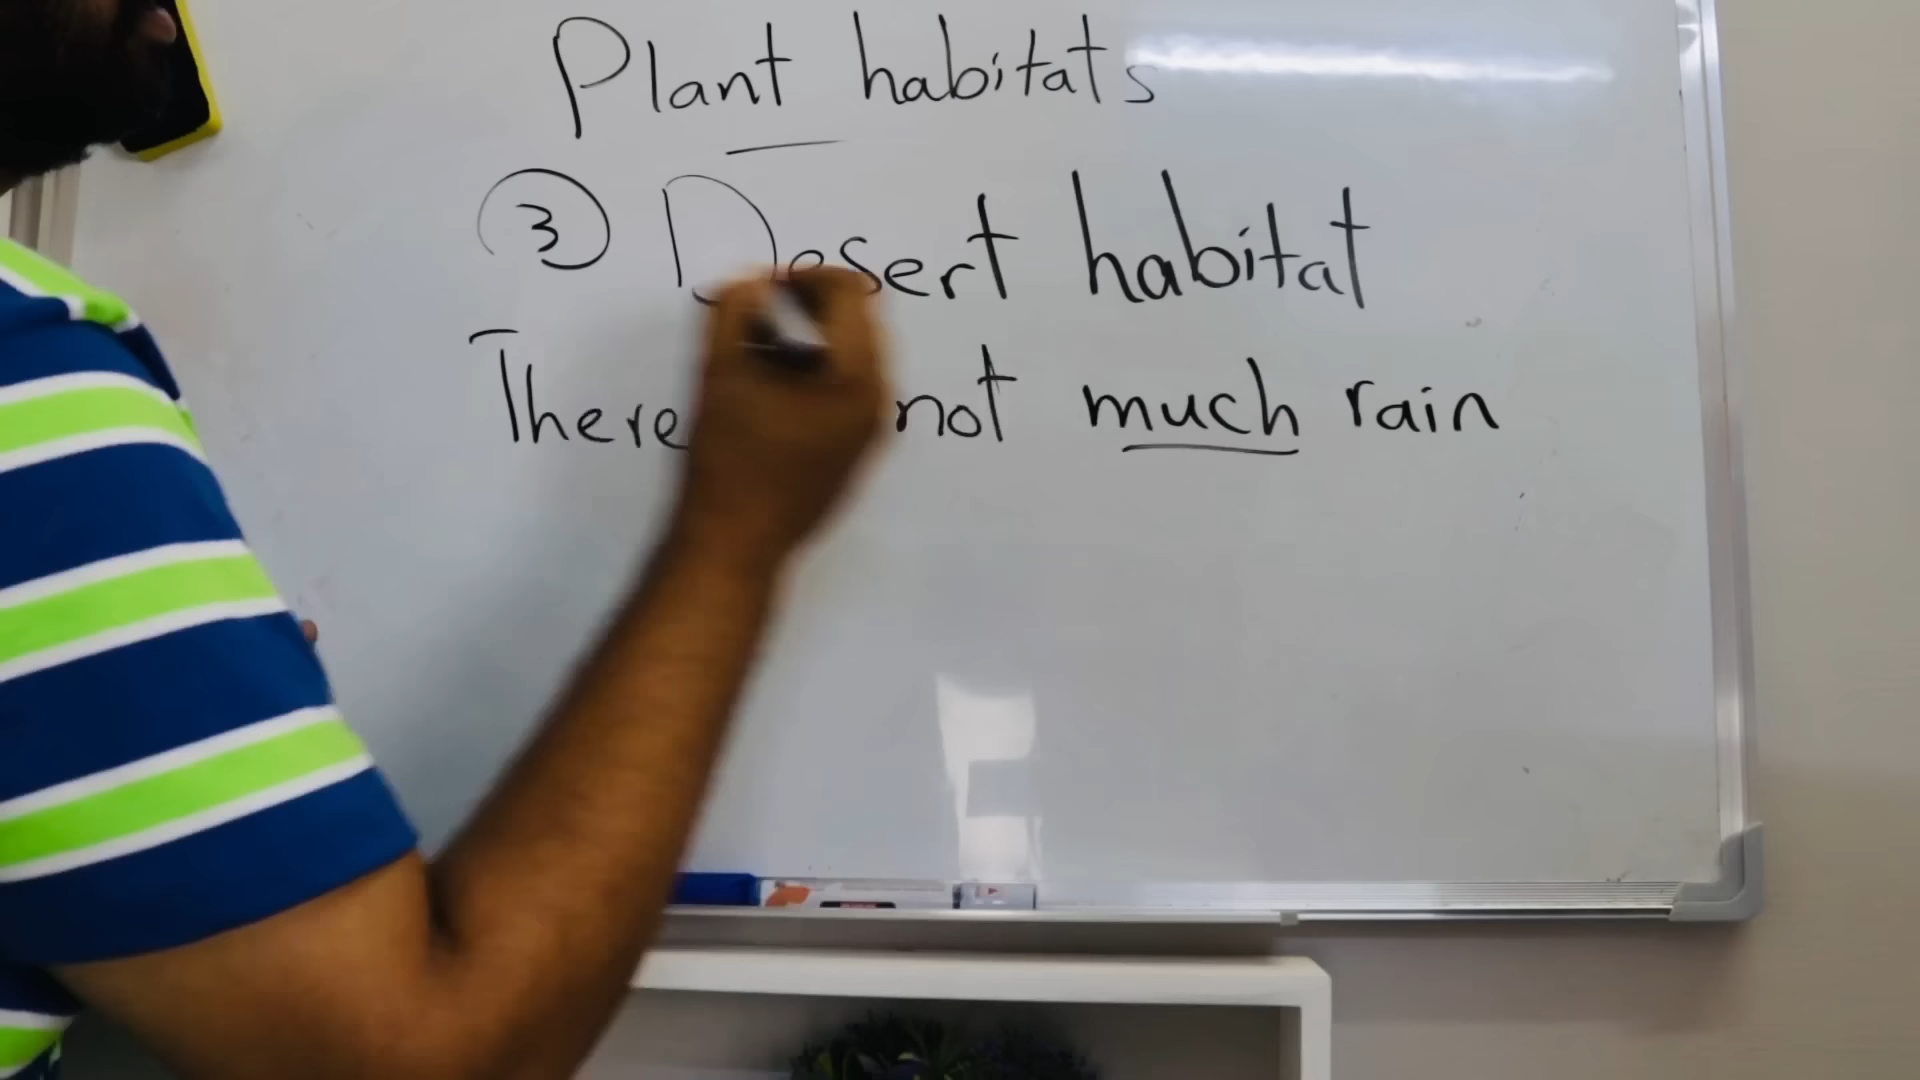 Plant habitats
③ Desert habitat
There not much rain